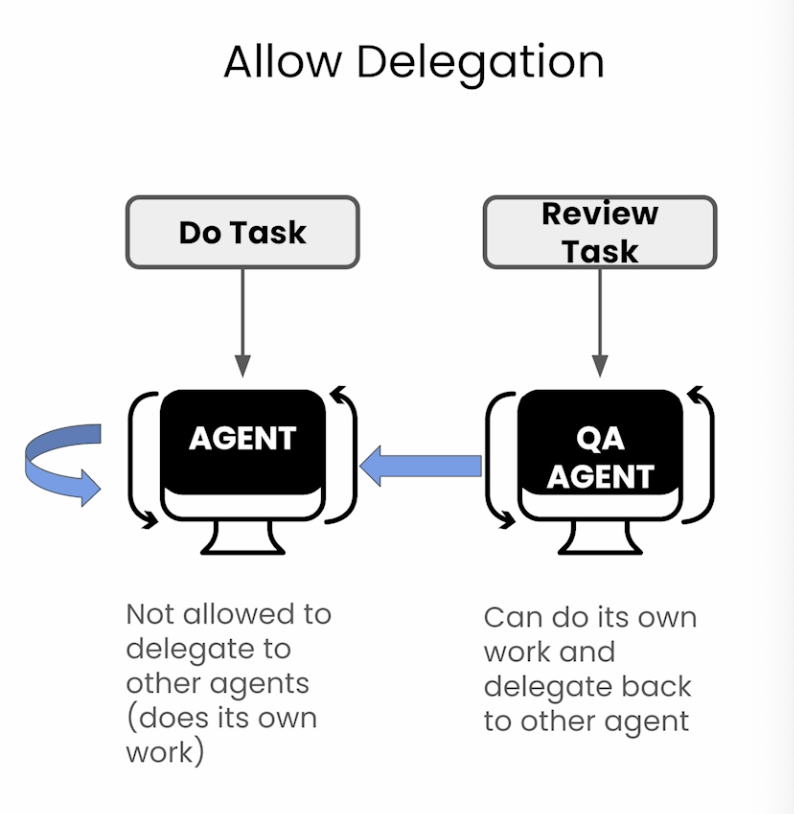 Allow Delegation
Do Task
Review
Task
AGENT
QA
AGENT
Not allowed to
delegate to
other agents
(does its own
work)
Can do its own
work and
delegate back
to other agent